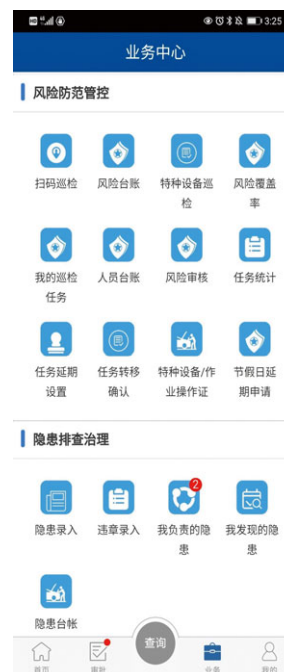 3:25
业务中心
风险防范管控
扫码巡检 风险台账 特种设备巡检 风险覆盖率
我的巡检任务 人员台账 风险审核 任务统计
任务延期设置 任务转移确认 特种设备/作业操作证 节假日延期申请
隐患排查治理
2
隐患录入 违章录入 我负责的隐患 我发现的隐患
隐患台帐
查询
首页 审批 业务 我的